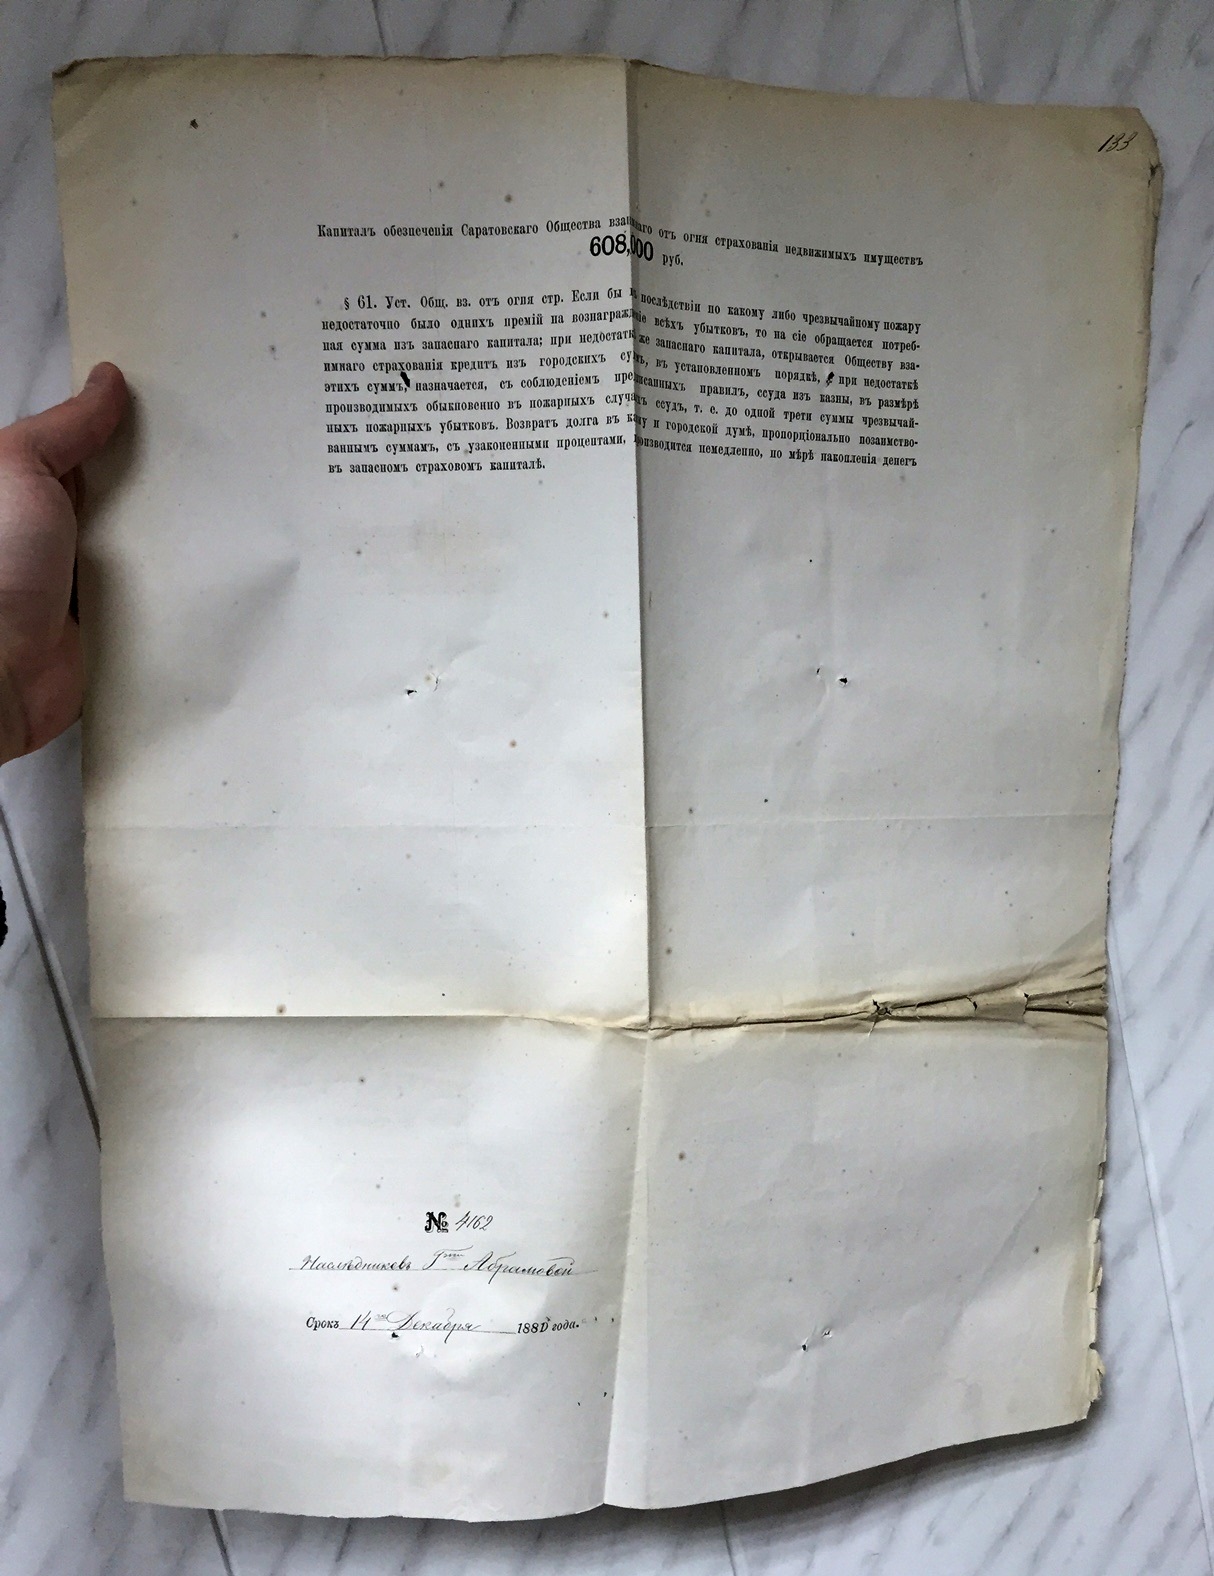 133
Капиталъ обезпеченія Саратовскаго Общества взаимнаго отъ огня страхованія недвижимыхъ имуществъ
608,000 руб.
§ 61. Уст. Общ. вз. отъ огня стр. Если бы въ послѣдствіи по какому либо чрезвычайному пожару
недостаточно было однихъ премій на вознагражденіе всѣхъ убытковъ, то на сіе обращается потреб-
ная сумма изъ запаснаго капитала; при недостаткѣ же запаснаго капитала, открывается Обществу вза-
имнаго страхованія кредитъ изъ городскихъ суммъ, въ установленномъ порядкѣ, а при недостаткѣ
этихъ суммъ, назначается, съ соблюденіемъ предписанныхъ правилъ, ссуда изъ казны, въ размѣрѣ
производимыхъ обыкновенно въ пожарныхъ случаяхъ ссудъ, т. е. до одной трети суммы чрезвычай-
ныхъ пожарныхъ убытковъ. Возвратъ долга въ казну и городской думѣ, пропорціонально позаимство-
ваннымъ суммамъ, съ узаконенными процентами, производится немедленно, по мѣрѣ накопленія денегъ
въ запасномъ страховомъ капиталѣ.
№ 4162
Наслѣдниковъ Гжи Абрамовой
Срокъ 14го Декабря 188 года.